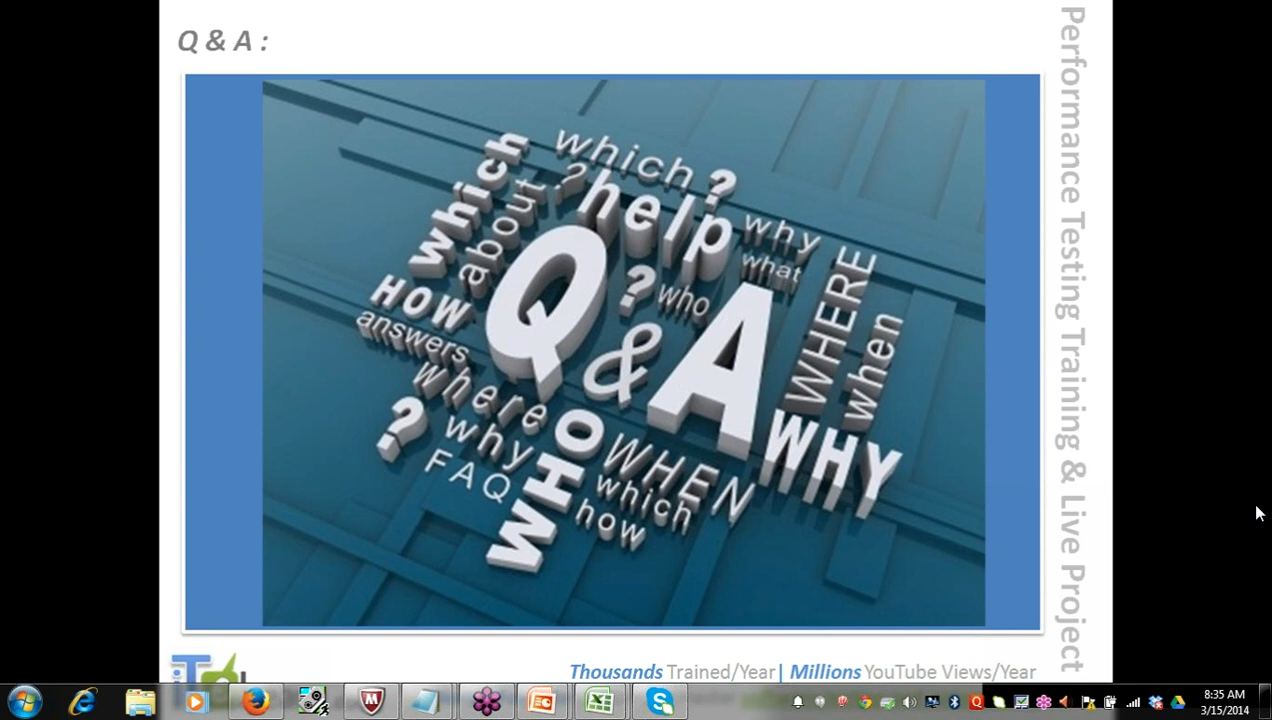 Q & A :
which
which ?
about
?
help
why
what
WHERE
when
HOW
answers
Q & A
?
who
where
?
why
FAQ
WHO
WHEN
which
how
WHY
Performance Testing Training & Live Project
Thousands Trained/Year| Millions YouTube Views/Year
8:35 AM
3/15/2014